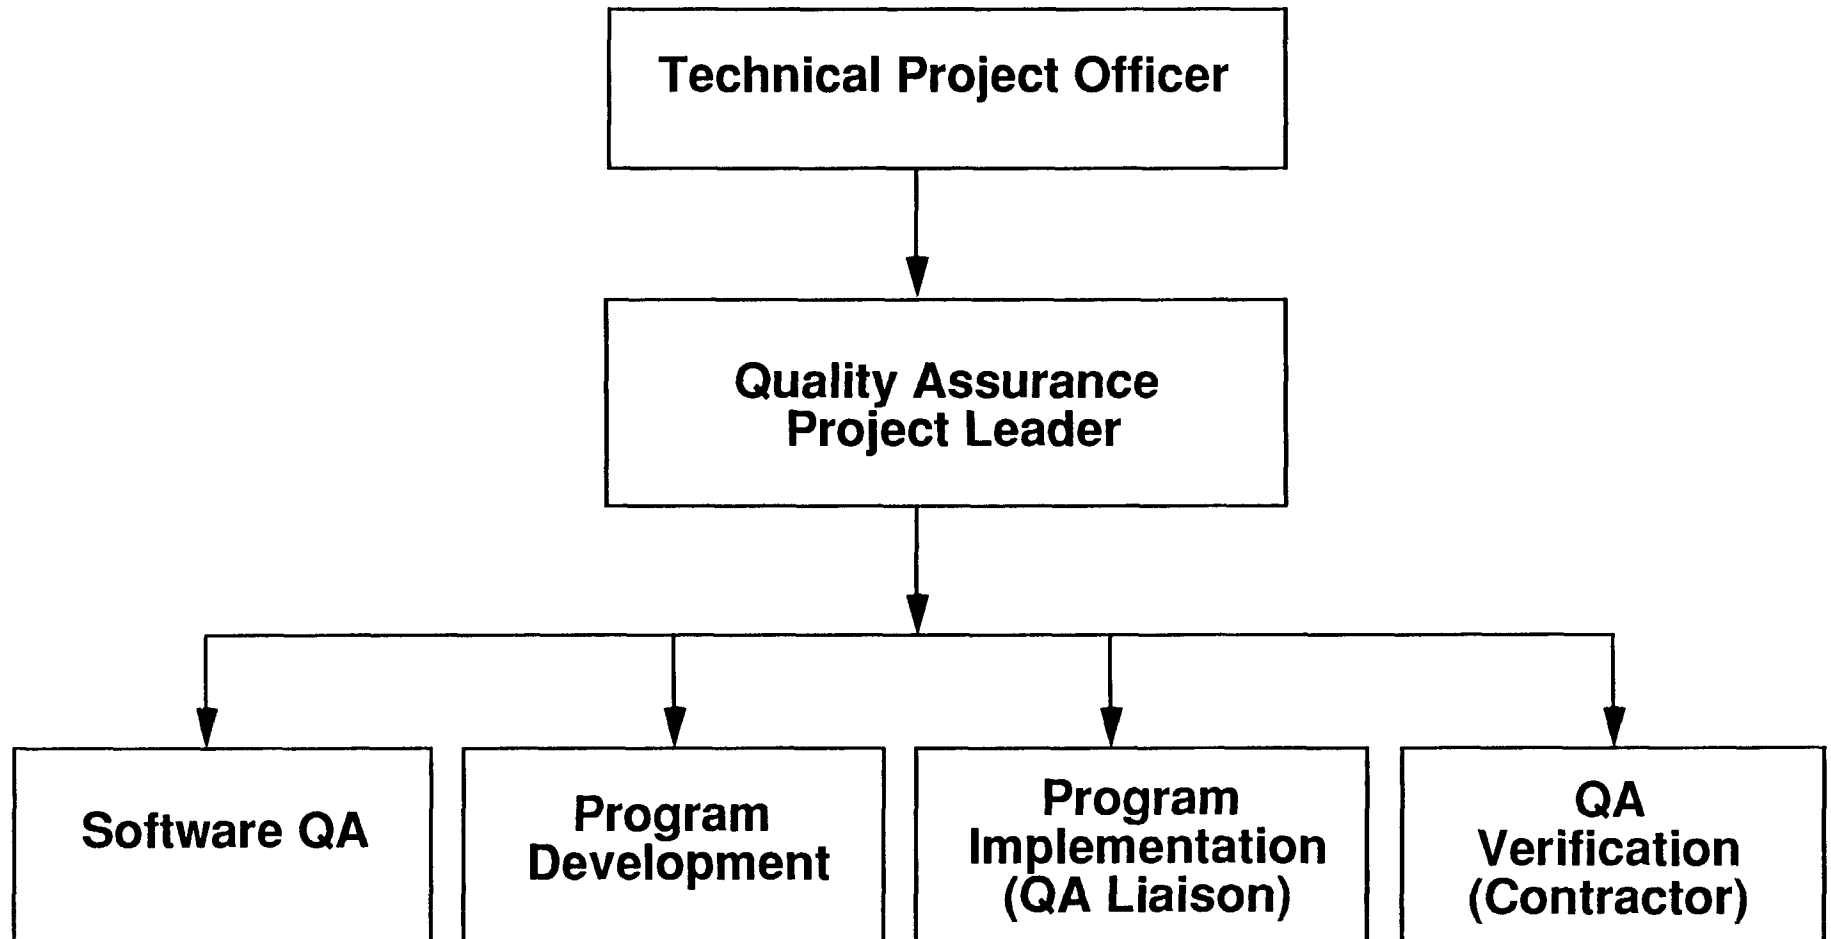 Technical Project Officer
Quality Assurance
Project Leader
Software QA
Program
Development
Program
Implementation
(QA Liaison)
QA
Verification
(Contractor)